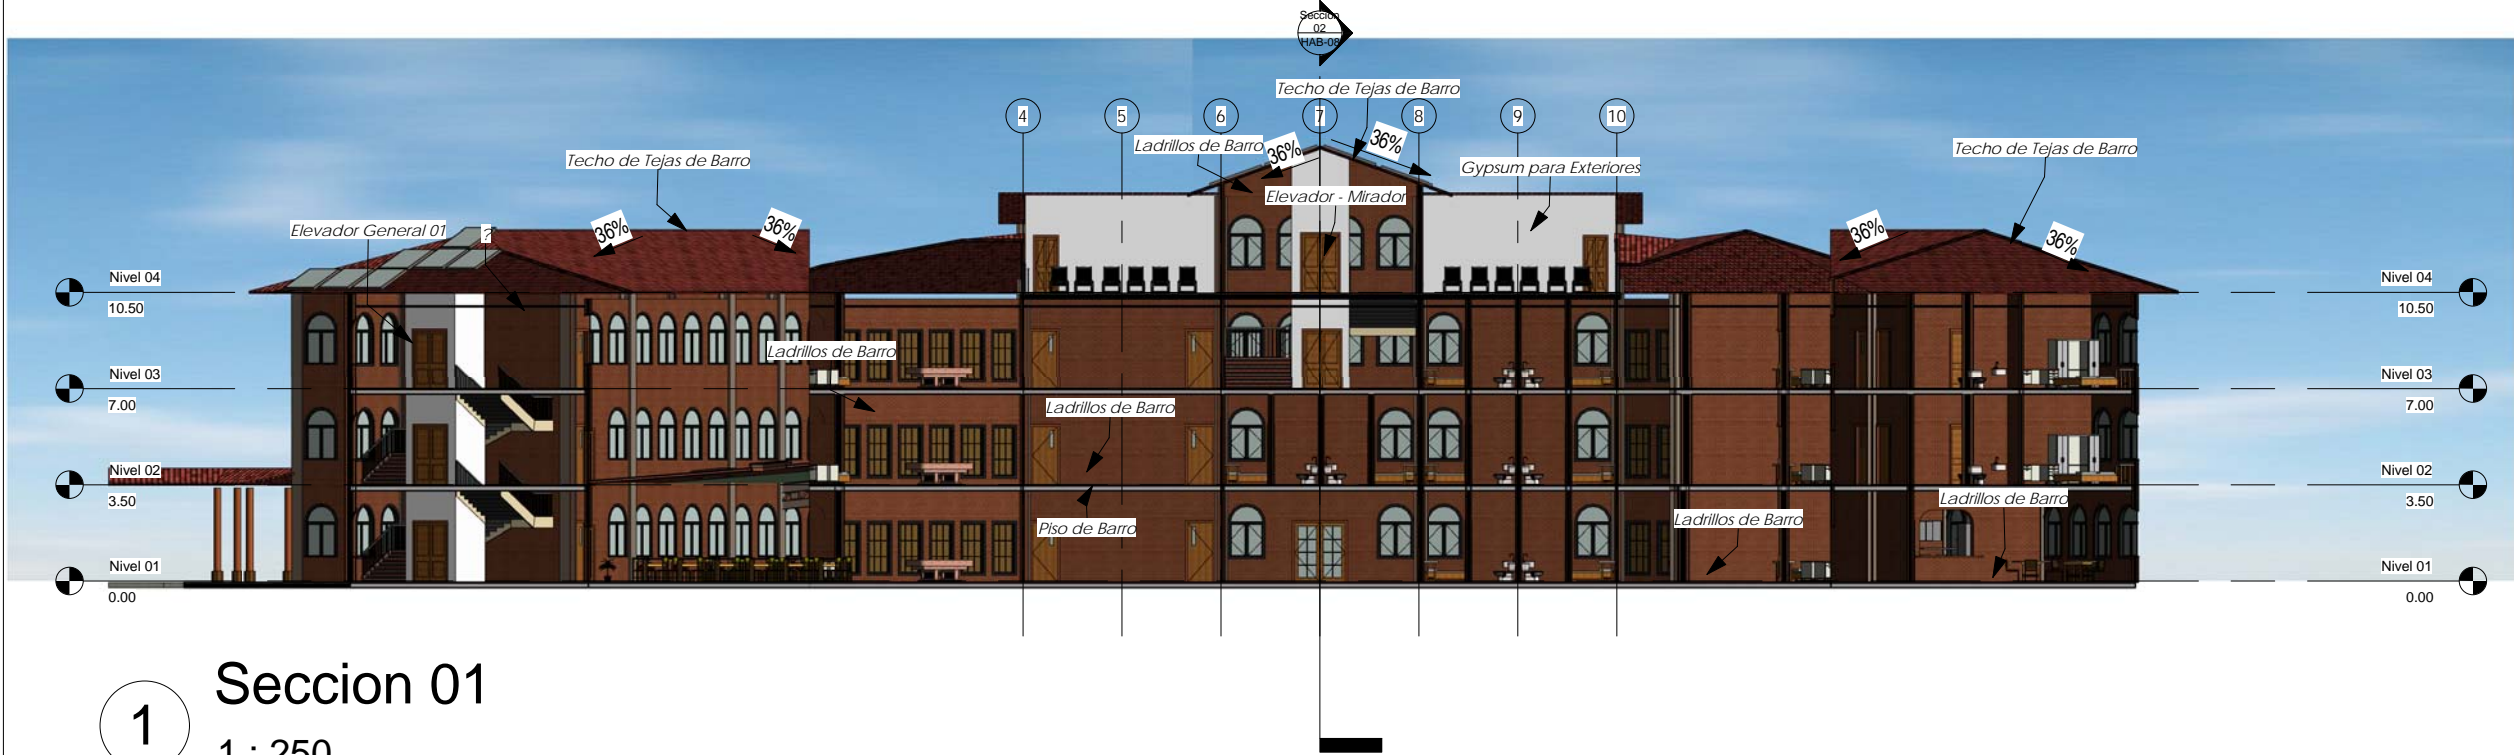 Seccion
02
HAB-08
Techo de Tejas de Barro
4
5
6
7
8
9
10
Ladrillos de Barro
36%
36%
Techo de Tejas de Barro
Gypsum para Exteriores
Techo de Tejas de Barro
Elevador - Mirador
Elevador General 01
?
36%
36%
36%
36%
Nivel 04
10.50
Nivel 04
10.50
Ladrillos de Barro
Nivel 03
7.00
Nivel 03
7.00
Ladrillos de Barro
Nivel 02
3.50
Nivel 02
3.50
Ladrillos de Barro
Piso de Barro
Ladrillos de Barro
Nivel 01
0.00
Nivel 01
0.00
1
Seccion 01
1 : 250